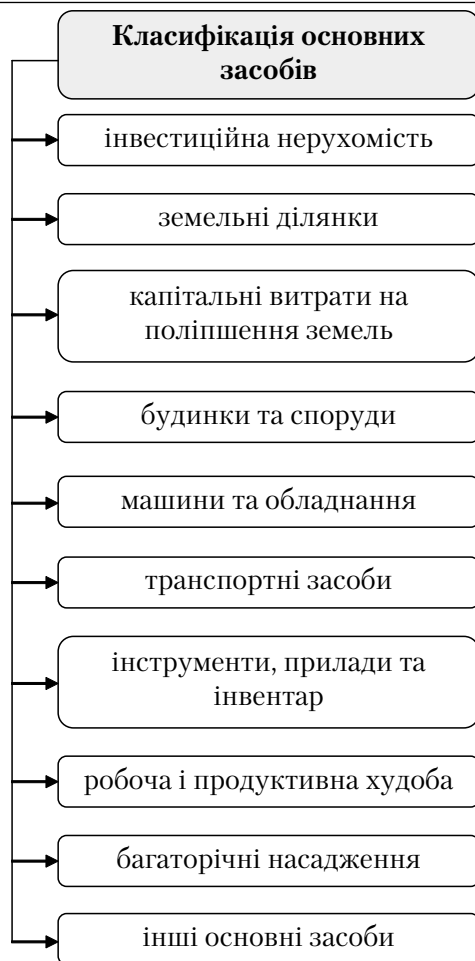 Класифікація основних
засобів
інвестиційна нерухомість
земельні ділянки
капітальні витрати на
поліпшення земель
будинки та споруди
машини та обладнання
транспортні засоби
інструменти, прилади та
інвентар
робоча і продуктивна худоба
багаторічні насадження
інші основні засоби